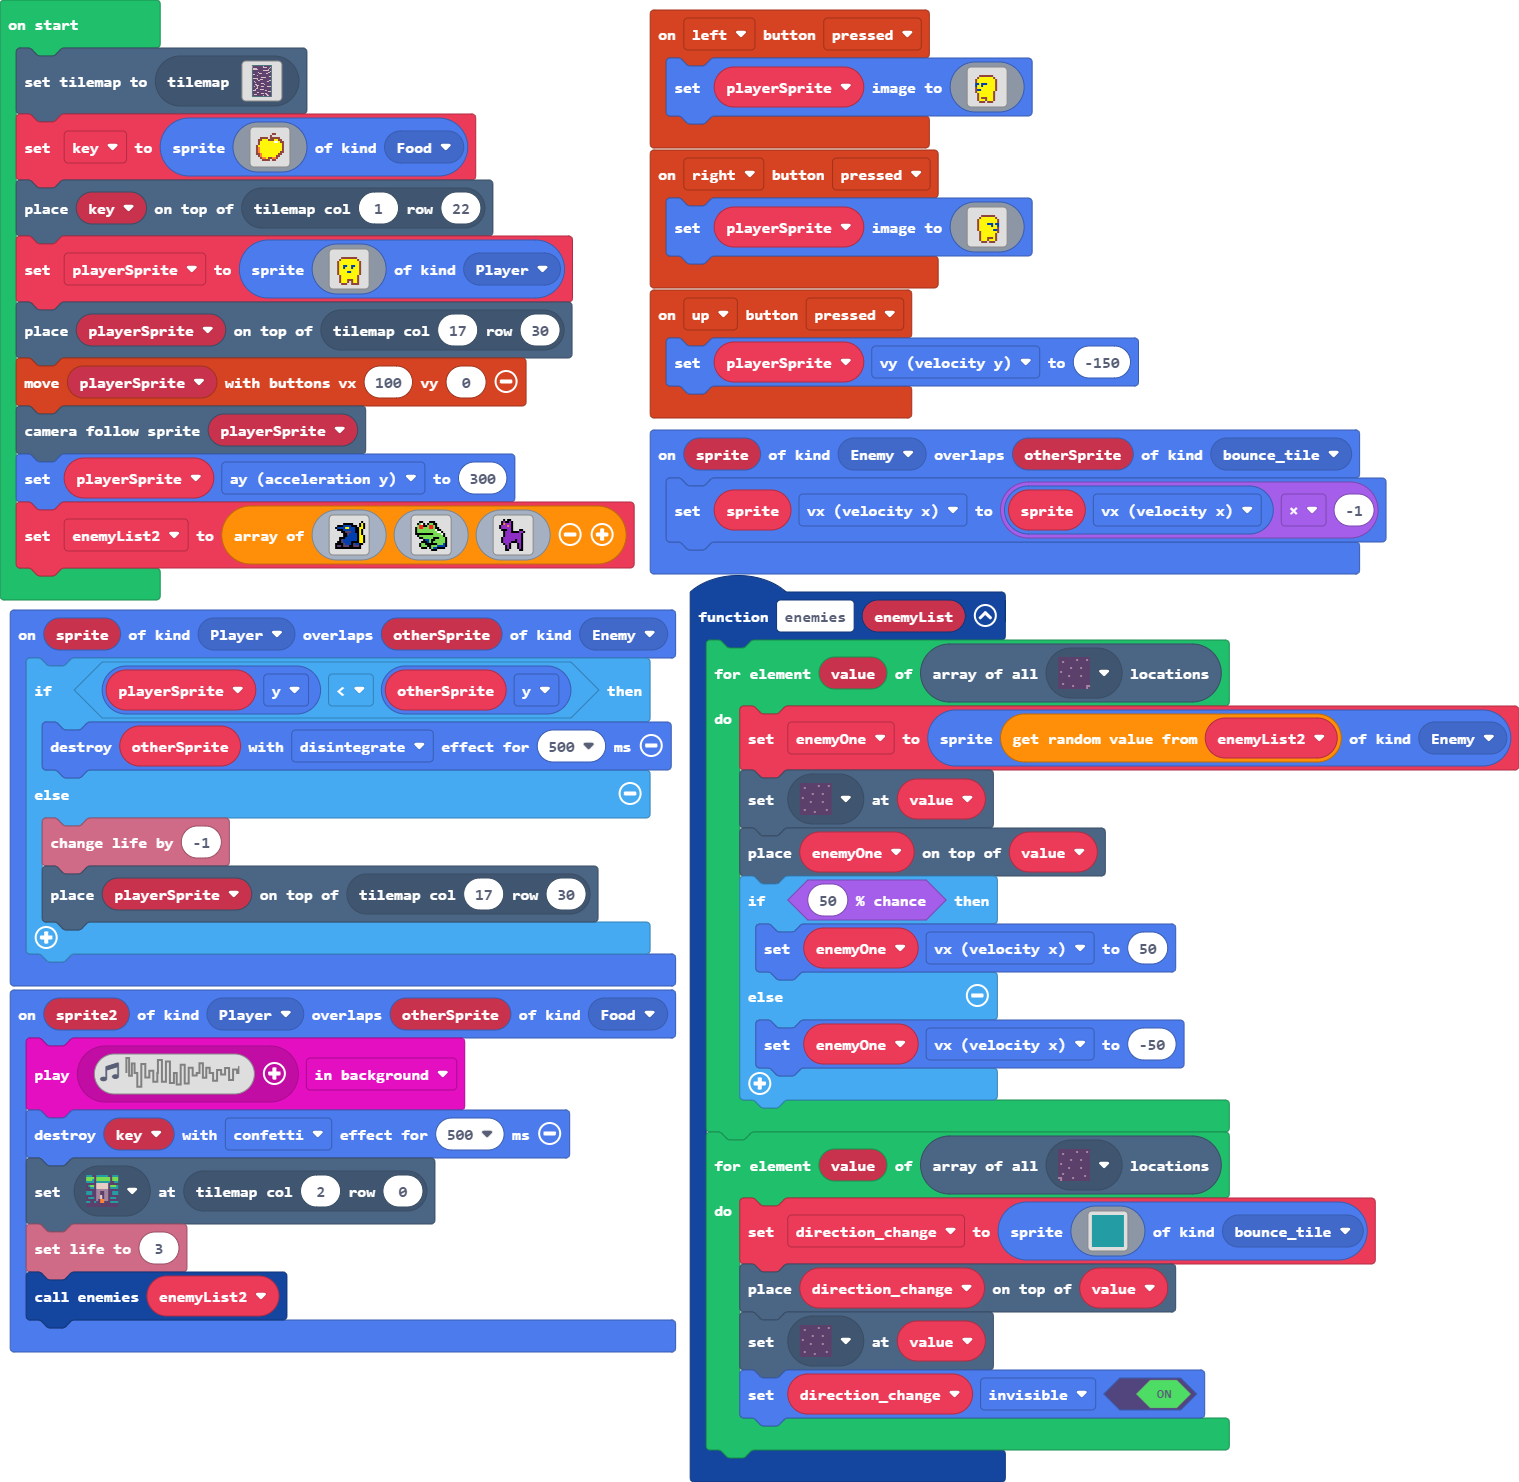 on start
set tilemap to tilemap
set key to sprite of kind Food
place key on top of tilemap col 1 row 22
set playerSprite to sprite of kind Player
place playerSprite on top of tilemap col 17 row 30
move playerSprite with buttons vx 100 vy 0
camera follow sprite playerSprite
set playerSprite ay (acceleration y) to 300
set enemyList2 to array of
on left button pressed
set playerSprite image to
on right button pressed
set playerSprite image to
on up button pressed
set playerSprite vy (velocity y) to -150
on sprite of kind Enemy overlaps otherSprite of kind bounce_tile
set sprite vx (velocity x) to sprite vx (velocity x) × -1
on sprite of kind Player overlaps otherSprite of kind Enemy
if playerSprite y < otherSprite y then
destroy otherSprite with disintegrate effect for 500 ms
else
change life by -1
place playerSprite on top of tilemap col 17 row 30
on sprite2 of kind Player overlaps otherSprite of kind Food
play in background
destroy key with confetti effect for 500 ms
set at tilemap col 2 row 0
set life to 3
call enemies enemyList2
function enemies enemyList
for element value of array of all locations
do
set enemyOne to sprite get random value from enemyList2 of kind Enemy
set at value
place enemyOne on top of value
if 50 % chance then
set enemyOne vx (velocity x) to 50
else
set enemyOne vx (velocity x) to -50
for element value of array of all locations
do
set direction_change to sprite of kind bounce_tile
place direction_change on top of value
set at value
set direction_change invisible ON